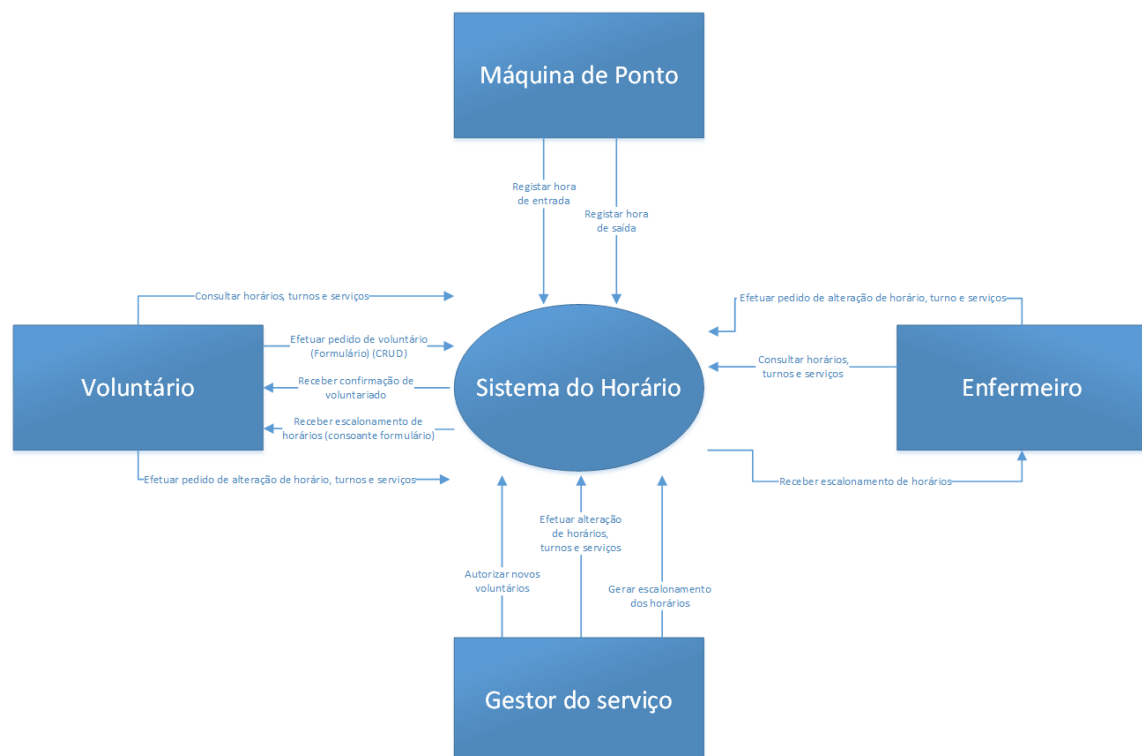 Máquina de Ponto
Registar hora
de entrada
Registar hora
de saída
Consultar horários, turnos e serviços
Efetuar pedido de alteração de horário, turno e serviços
Efetuar pedido de voluntário
(Formulário) (CRUD)
Voluntário
Receber confirmação de
voluntariado
Sistema do Horário
Consultar horários,
turnos e serviços
Enfermeiro
Receber escalonamento de
horários (consoante formulário)
Efetuar pedido de alteração de horário, turnos e serviços
Receber escalonamento de horários
Efetuar alteração
de horários,
turnos e serviços
Autorizar novos
voluntários
Gerar escalonamento
dos horários
Gestor do serviço